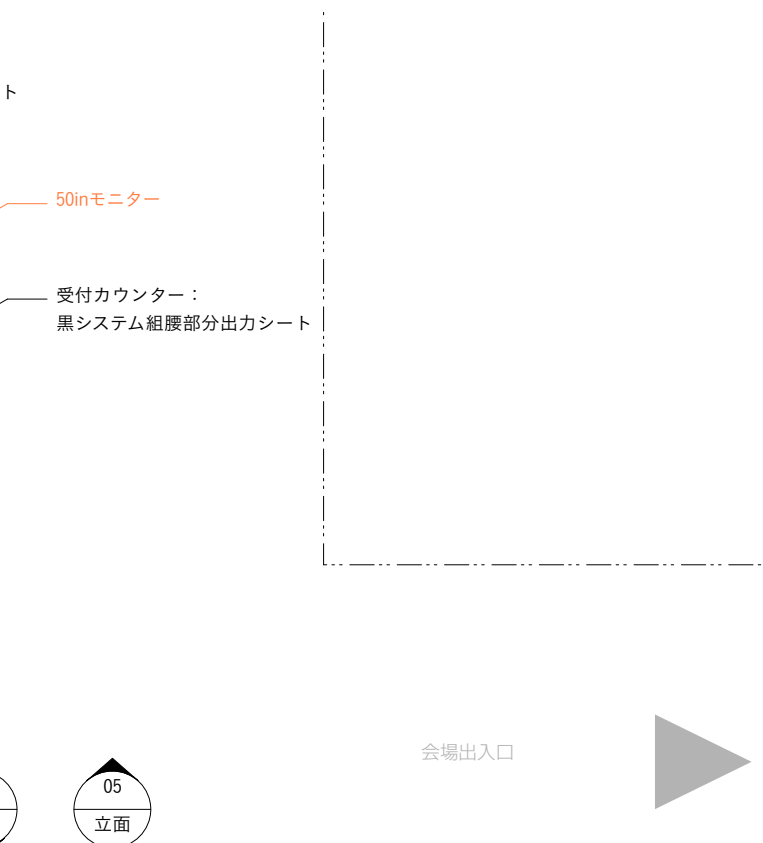 ト
50inモニター
受付カウンター：
黒システム組腰部分出力シート
会場出入口
05
立面